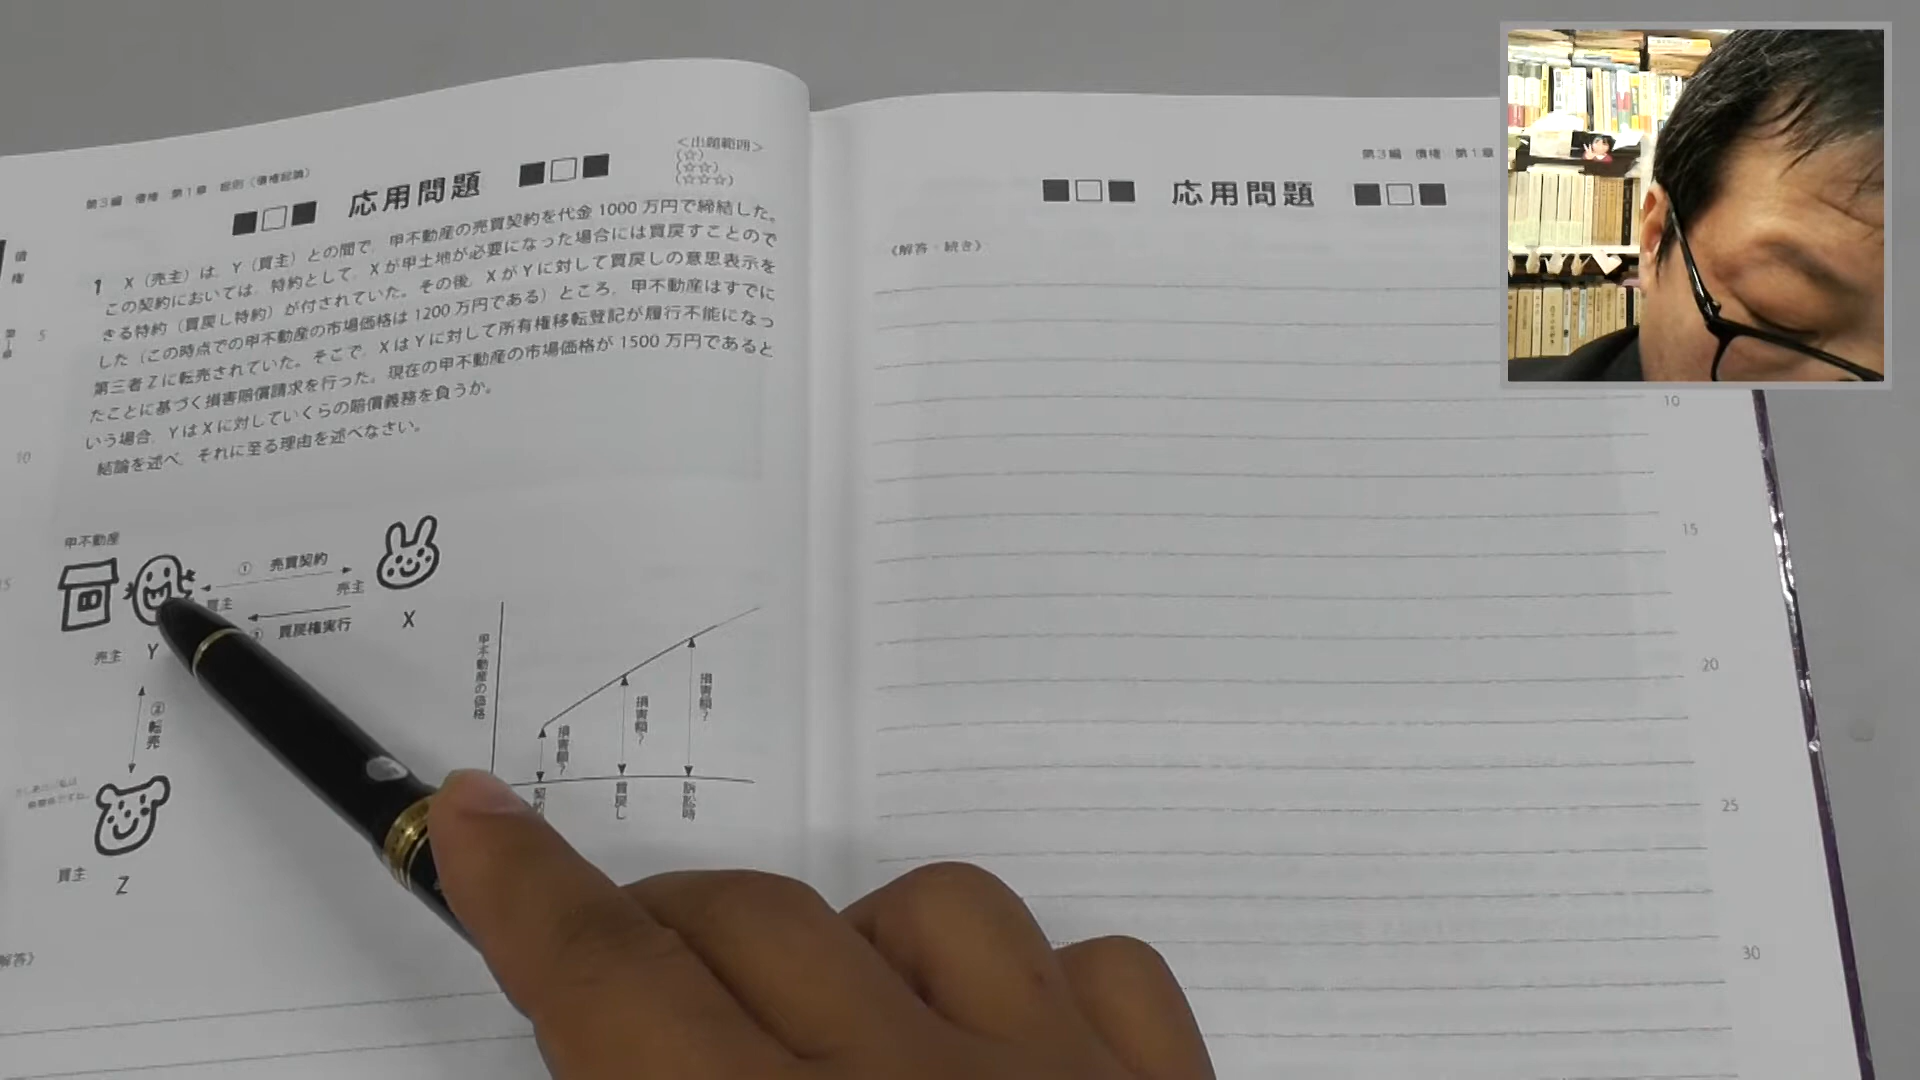 第3編 債権 第1章 総則（債権総論）
＜出題範囲＞
(☆)
(☆☆)
(☆☆☆)
応用問題
1 X（売主）は，Y（買主）との間で，甲不動産の売買契約を代金1000万円で締結した。
この契約においては，特約として，Xが甲土地が必要になった場合には買戻すことので
きる特約（買戻し特約）が付されていた。その後，XがYに対して買戻しの意思表示を
した（この時点での甲不動産の市場価格は1200万円である）ところ，甲不動産はすでに
第三者Zに転売されていた。そこで，XはYに対して所有権移転登記が履行不能になっ
たことに基づく損害賠償請求を行った。現在の甲不動産の市場価格が1500万円であると
いう場合，YはXに対していくらの賠償義務を負うか。
結論を述べ，それに至る理由を述べなさい。
債権
第1章
5
10
15
甲不動産
① 売買契約
買主
売主
買戻権実行
X
売主 Y
②転売
買主
Z
甲不動産の価格
損害額？
損害額？
損害額？
買戻し
訴訟時
解答》
第3編 債権 第1章
応用問題
《解答・続き》
10
15
20
25
30